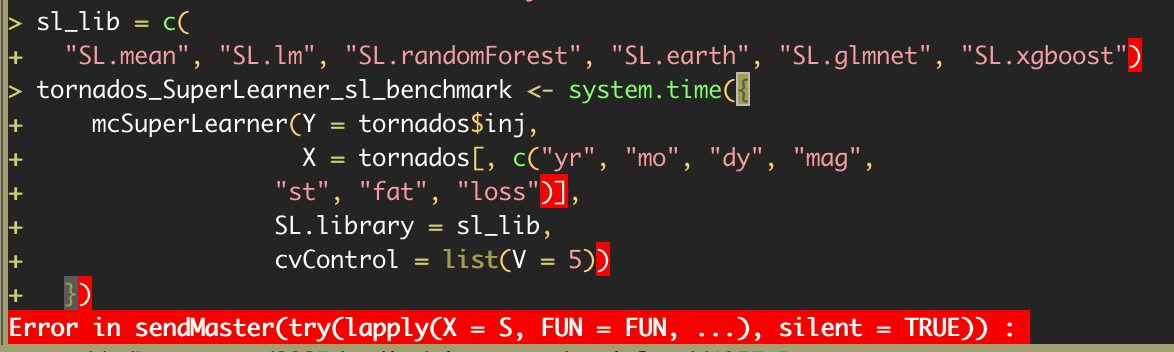 > sl_lib = c(
+   "SL.mean", "SL.lm", "SL.randomForest", "SL.earth", "SL.glmnet", "SL.xgboost")
> tornados_SuperLearner_sl_benchmark <- system.time({
+     mcSuperLearner(Y = tornados$inj,
+                    X = tornados[, c("yr", "mo", "dy", "mag",
+                  "st", "fat", "loss")],
+                  SL.library = sl_lib,
+                  cvControl = list(V = 5))
+   })
Error in sendMaster(try(lapply(X = S, FUN = FUN, ...), silent = TRUE)) :